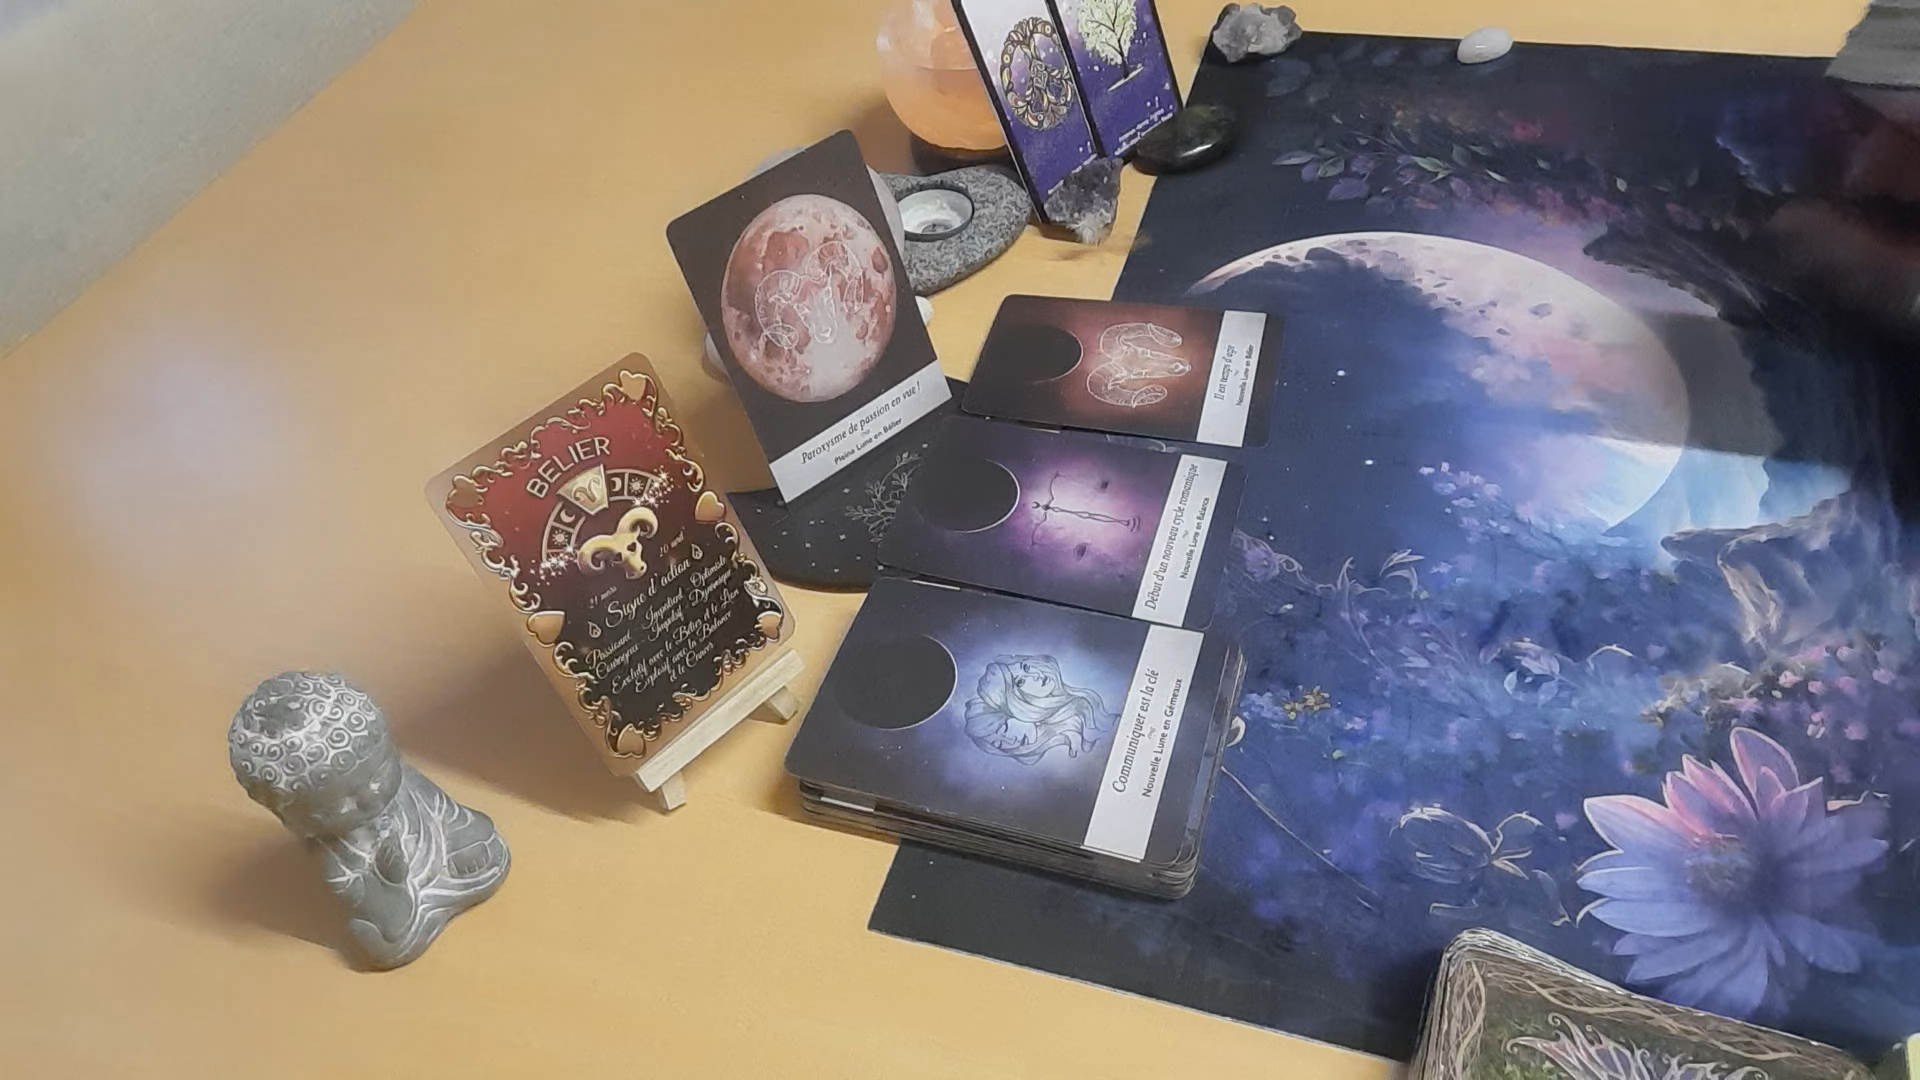 Paroxysme de passion en vue !
Pleine Lune en Bélier
Il est temps d'agir
Nouvelle Lune en Bélier
BELIER
21 mars
20 avril
Signe d'action
Passionné Impatient Optimiste
Courageux Impulsif Dynamique
Evolutif avec le Bélier et le Lion
Explosif avec la Balance
et le Cancer
Début d'un nouveau cycle romantique
Nouvelle Lune en Balance
Communiquer est la clé
Nouvelle Lune en Gémeaux